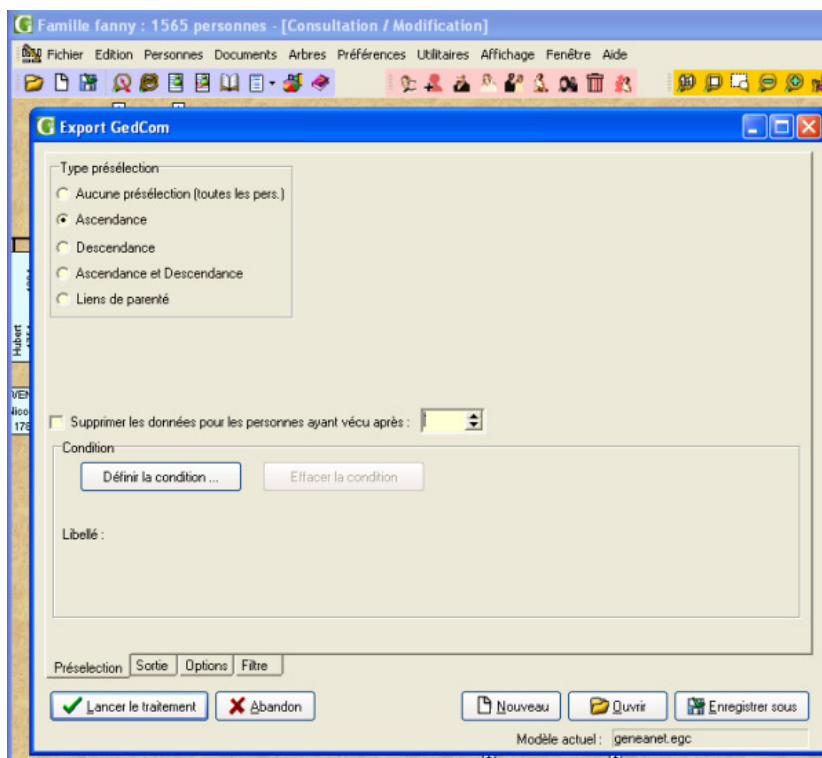 Famille fanny : 1565 personnes - [Consultation / Modification]
Fichier Edition Personnes Documents Arbres Préférences Utilitaires Affichage Fenêtre Aide
Export GedCom
Type présélection
Aucune présélection (toutes les pers.)
Ascendance
Descendance
Ascendance et Descendance
Liens de parenté
Hubert
Supprimer les données pour les personnes ayant vécu après :
Condition
Définir la condition ...
Effacer la condition
Libellé :
Préselection Sortie Options Filtre
Lancer le traitement Abandon Nouveau Ouvrir Enregistrer sous
Modèle actuel : geneanet.egc